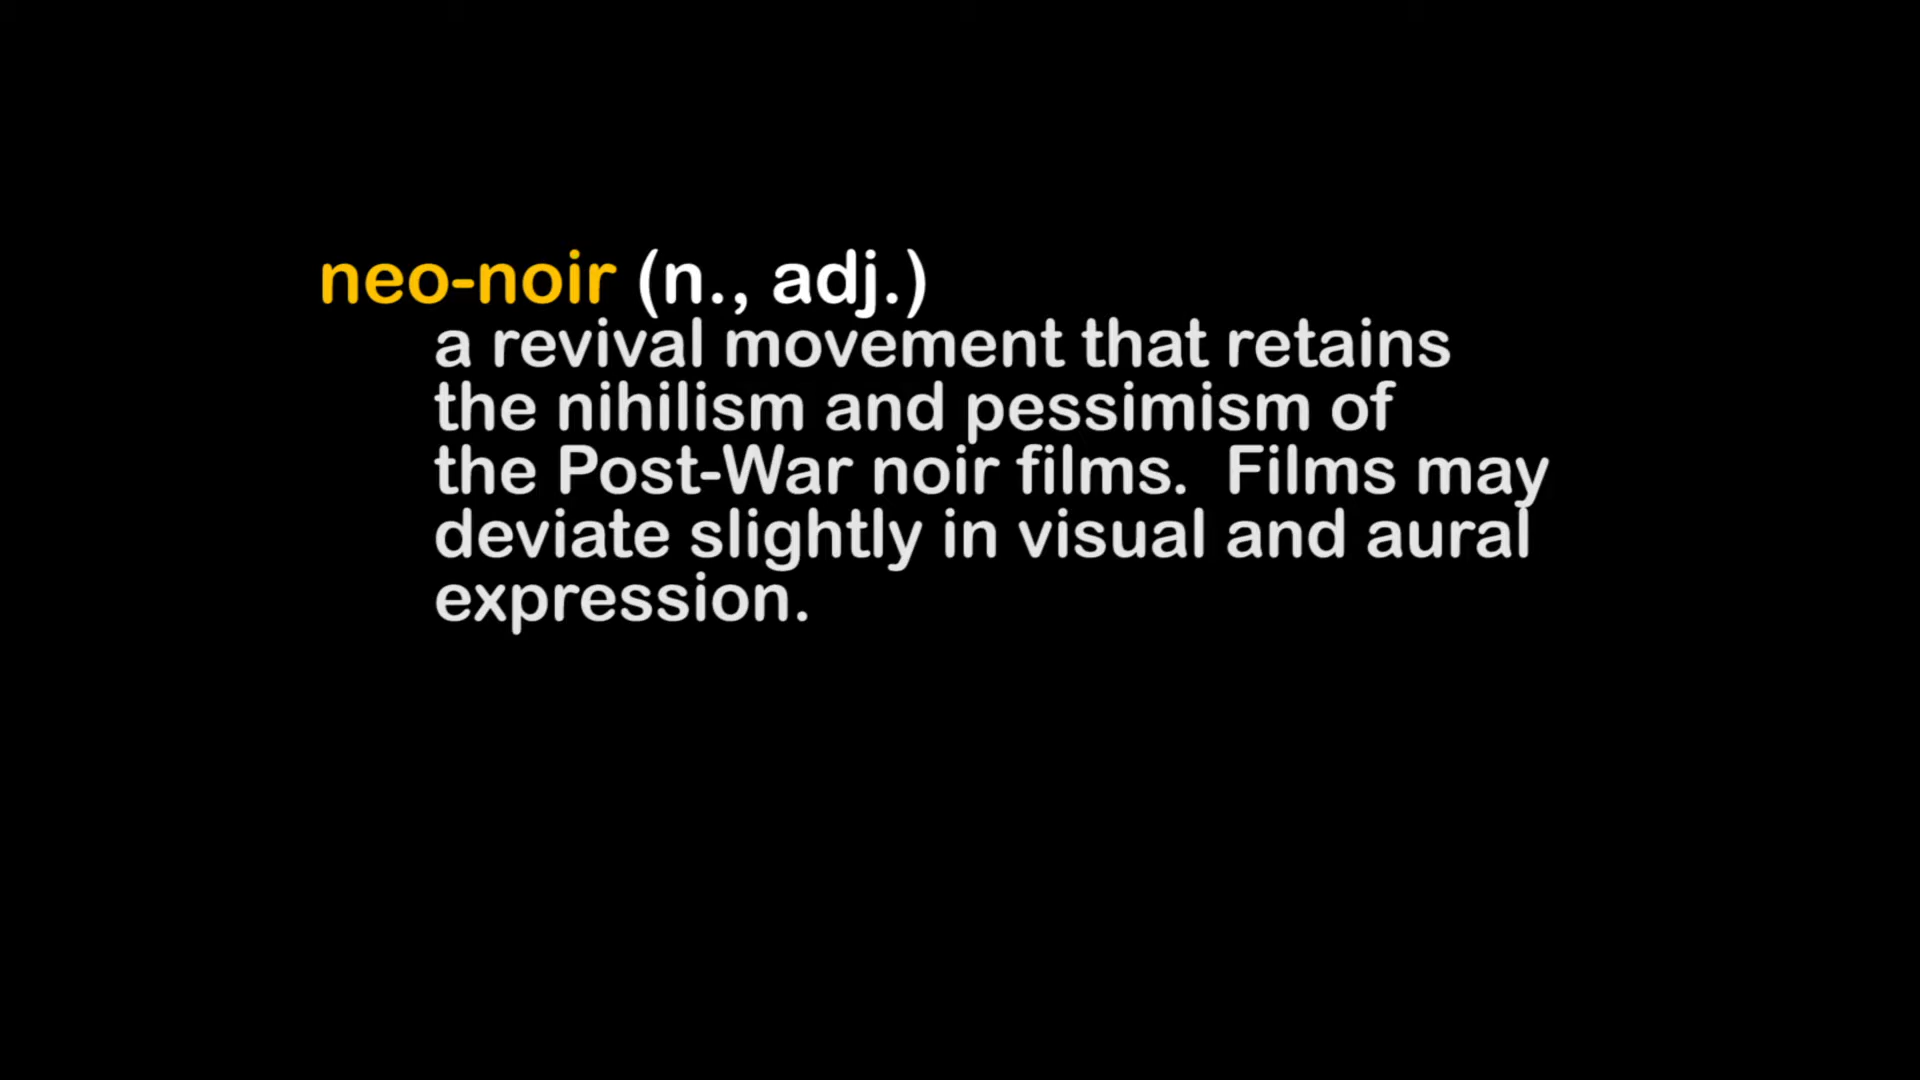 neo-noir (n., adj.)
a revival movement that retains
the nihilism and pessimism of
the Post-War noir films.  Films may
deviate slightly in visual and aural
expression.